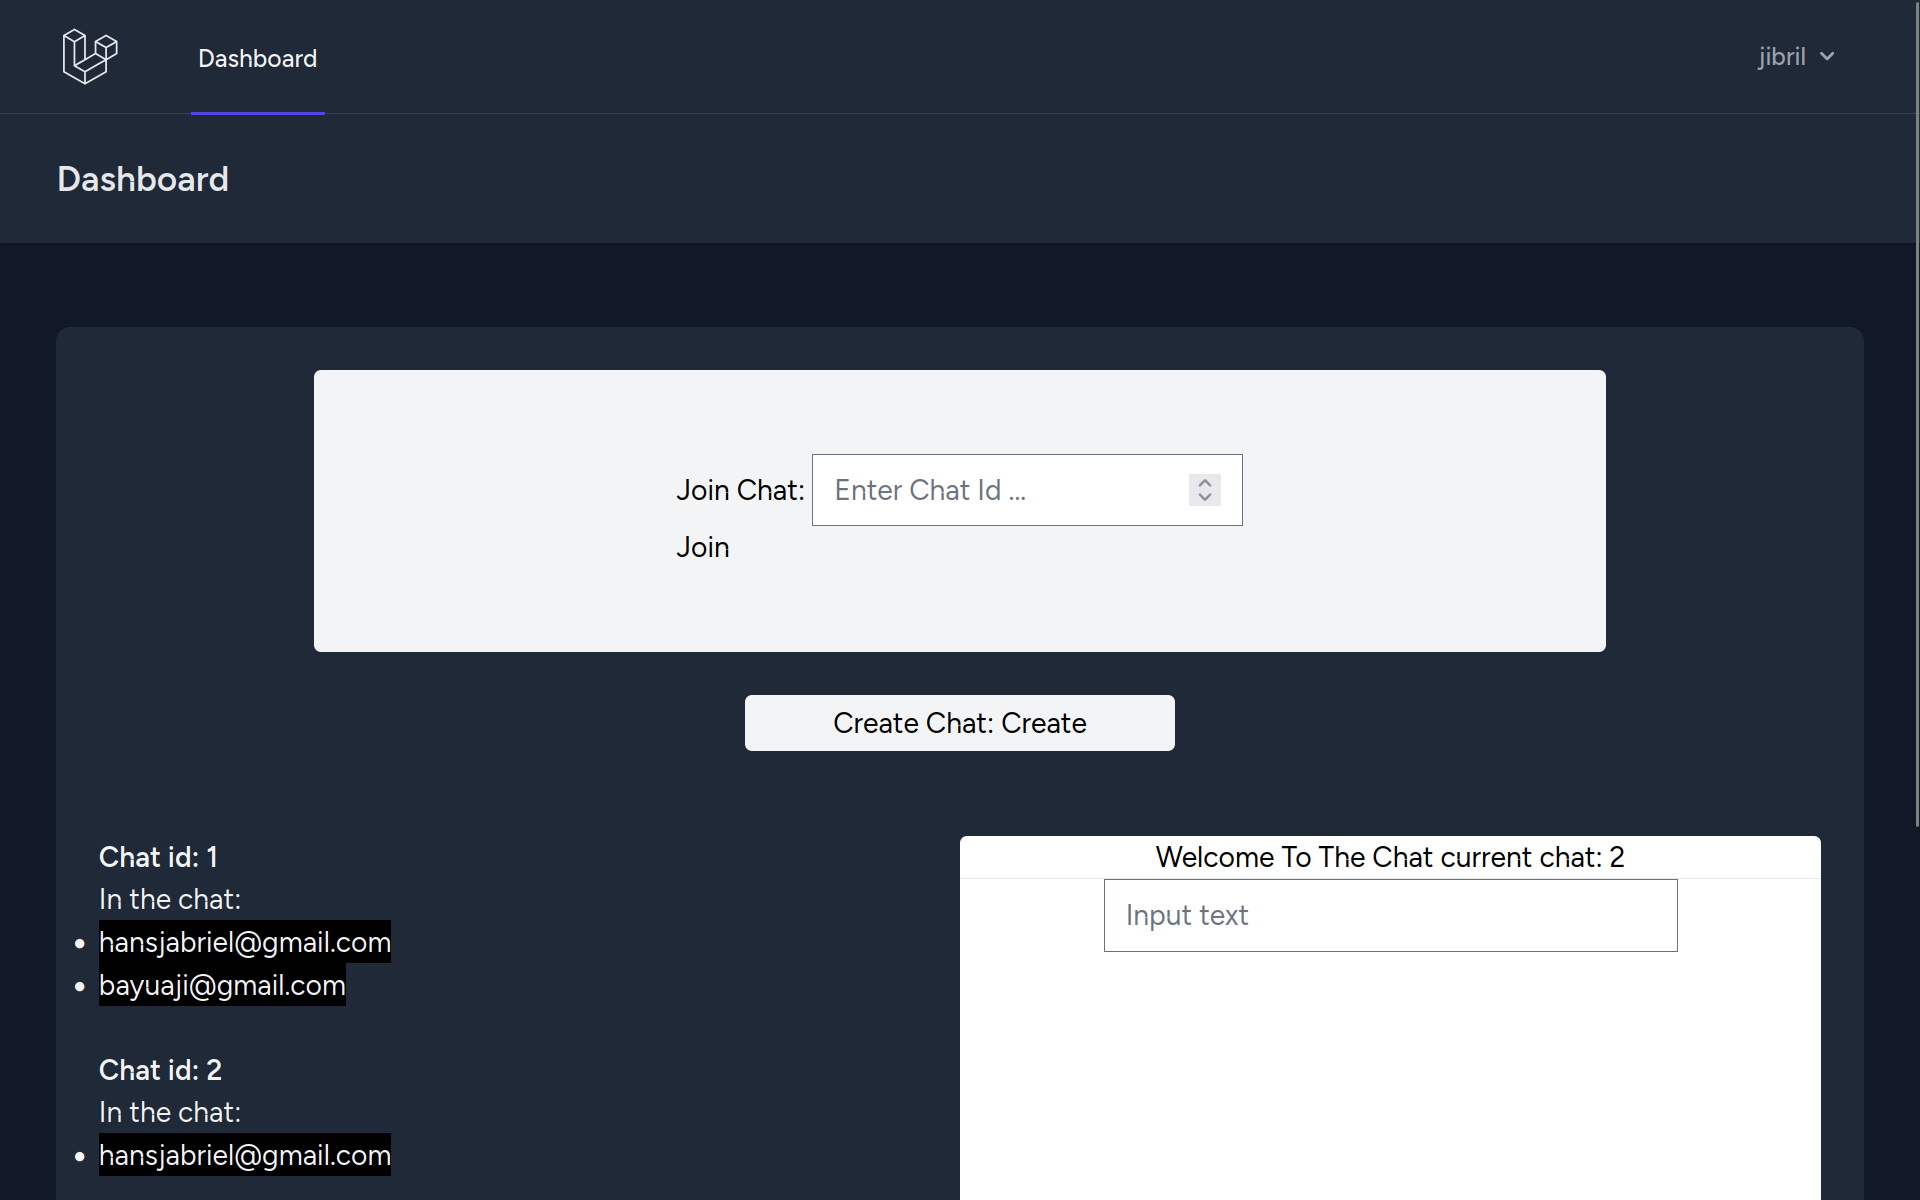 Dashboard
jibril
Dashboard
Join Chat: Enter Chat Id ...
Join
Create Chat: Create
Chat id: 1
In the chat:
• hansjabriel@gmail.com
• bayuaji@gmail.com
Chat id: 2
In the chat:
• hansjabriel@gmail.com
Welcome To The Chat current chat: 2
Input text